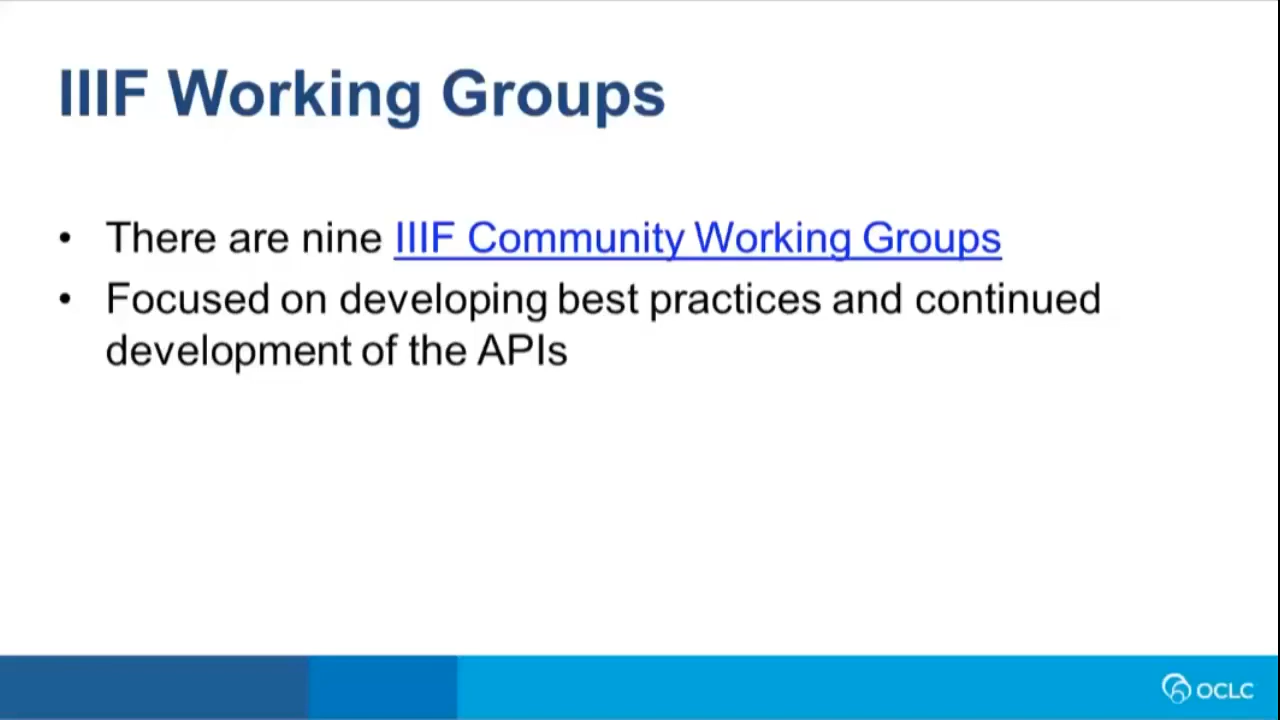 IIIF Working Groups
• There are nine IIIF Community Working Groups
• Focused on developing best practices and continued
development of the APIs
OCLC